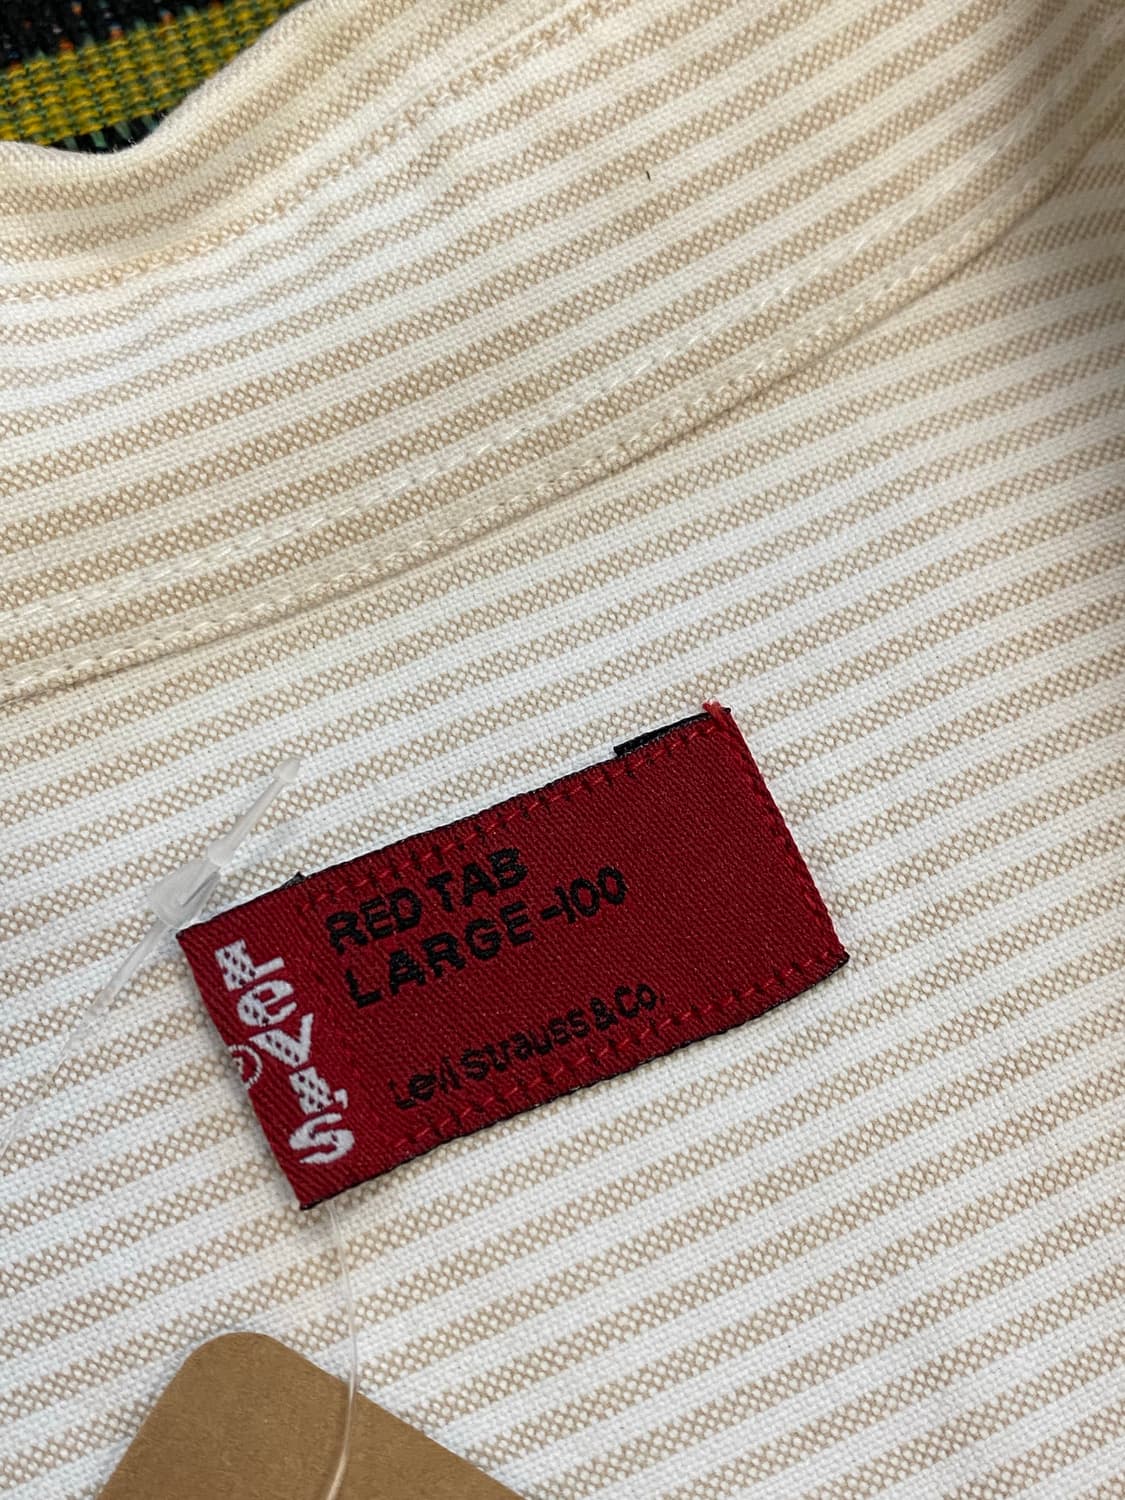 Levi's
RED TAB
LARGE-100
Levi Strauss & Co.